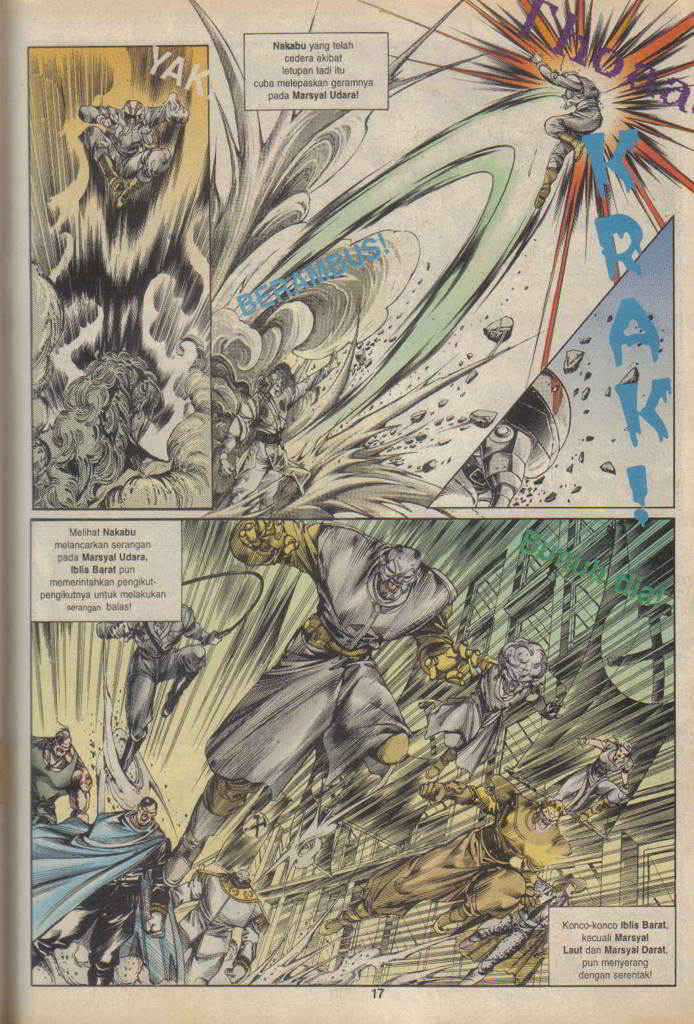 YAK!
Nakabu yang telah
cedera akibat
letupan tadi itu
cuba melepaskan geramnya
pada Marsyal Udara!
BERAMBUS!
KRAK!
Melihat Nakabu
melancarkan serangan
pada Marsyal Udara,
Iblis Barat pun
memerintahkan pengikut-
pengikutnya untuk melakukan
serangan balas!
Bunuh dia!
Konco-konco Iblis Barat,
kecuali Marsyal
Laut dan Marsyal Darat,
pun menyerang
dengan serentak!
17